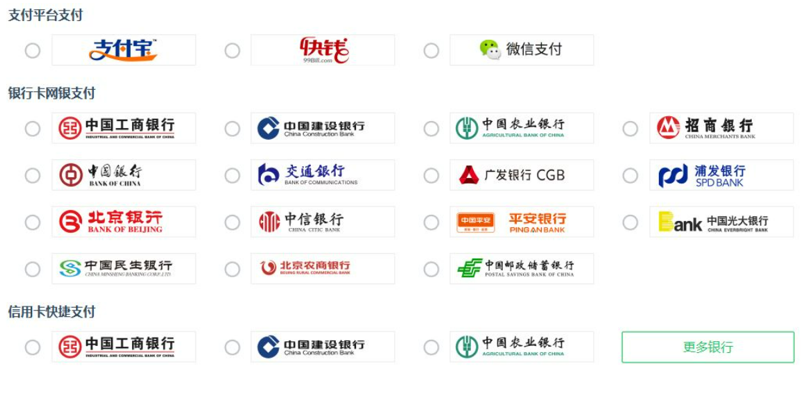 支付平台支付
支付宝™
快钱
99Bill.com
微信支付
银行卡网银支付
中国工商银行
INDUSTRIAL AND COMMERCIAL BANK OF CHINA
中国建设银行
China Construction Bank
中国农业银行
AGRICULTURAL BANK OF CHINA
招商银行
CHINA MERCHANTS BANK
中国银行
BANK OF CHINA
交通银行
BANK OF COMMUNICATIONS
广发银行 CGB
浦发银行
SPD BANK
北京银行
BANK OF BEIJING
中信银行
CHINA CITIC BANK
中国平安
平安银行
PING AN BANK
Bank
中国光大银行
CHINA EVERBRIGHT BANK
中国民生银行
CHINA MINSHENG BANKING CORP.,LTD.
北京农商银行
BEIJING RURAL COMMERCIAL BANK
中国邮政储蓄银行
POSTAL SAVINGS BANK OF CHINA
信用卡快捷支付
中国工商银行
INDUSTRIAL AND COMMERCIAL BANK OF CHINA
中国建设银行
China Construction Bank
中国农业银行
AGRICULTURAL BANK OF CHINA
更多银行